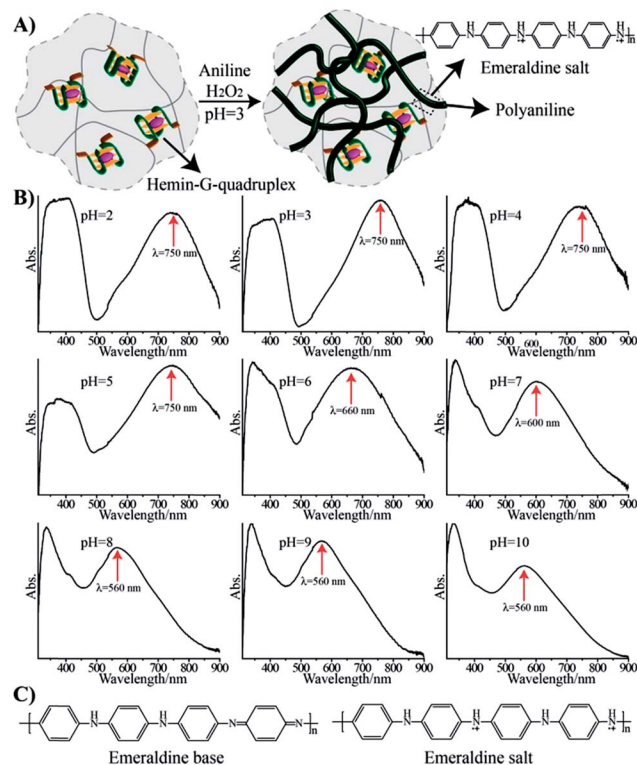 A)
Aniline
H2O2
pH=3
Hemin-G-quadruplex
H N
H N ·+
H N
H N ·+
n
Emeraldine salt
Polyaniline
B)
pH=2
λ=750 nm
Abs.
400 500 600 700 800 900
Wavelength/nm
pH=3
λ=750 nm
Abs.
400 500 600 700 800 900
Wavelength/nm
pH=4
λ=750 nm
Abs.
400 500 600 700 800 900
Wavelength/nm
pH=5
λ=750 nm
Abs.
400 500 600 700 800 900
Wavelength/nm
pH=6
λ=660 nm
Abs.
400 500 600 700 800 900
Wavelength/nm
pH=7
λ=600 nm
Abs.
400 500 600 700 800 900
Wavelength/nm
pH=8
λ=560 nm
Abs.
400 500 600 700 800 900
Wavelength/nm
pH=9
λ=560 nm
Abs.
400 500 600 700 800 900
Wavelength/nm
pH=10
λ=560 nm
Abs.
400 500 600 700 800 900
Wavelength/nm
C)
H N
H N
N
N
n
Emeraldine base
H N
H N ·+
H N
H N ·+
n
Emeraldine salt